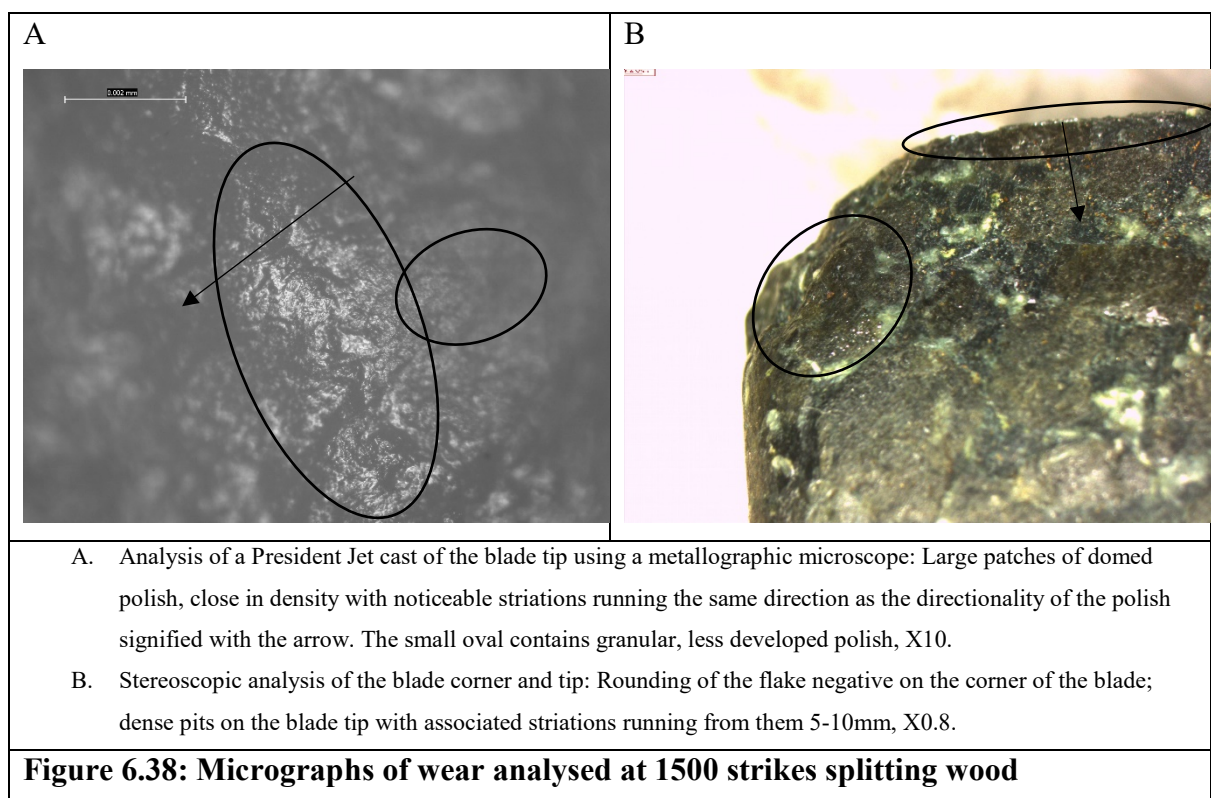 A
B
0.002 mm
A. Analysis of a President Jet cast of the blade tip using a metallographic microscope: Large patches of domed
polish, close in density with noticeable striations running the same direction as the directionality of the polish
signified with the arrow. The small oval contains granular, less developed polish, X10.
B. Stereoscopic analysis of the blade corner and tip: Rounding of the flake negative on the corner of the blade;
dense pits on the blade tip with associated striations running from them 5-10mm, X0.8.
Figure 6.38: Micrographs of wear analysed at 1500 strikes splitting wood